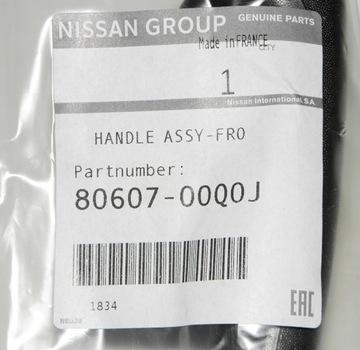 NISSAN GROUP GENUINE PARTS
Made in FRANCE
CITY
1
Nissan International, SA
HANDLE ASSY-FRO
Partnumber:
80607-00Q0J
1834
EAC